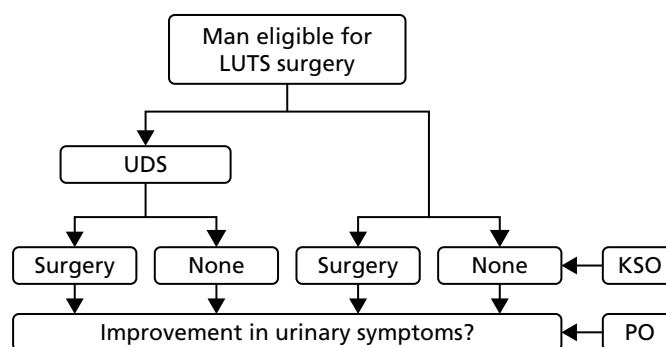 Man eligible for
LUTS surgery
UDS
Surgery
None
Surgery
None
KSO
Improvement in urinary symptoms?
PO